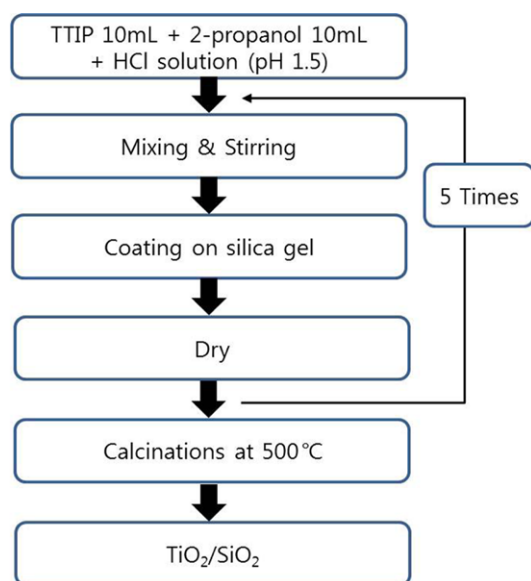 TTIP 10mL + 2-propanol 10mL
+ HCl solution (pH 1.5)
Mixing & Stirring
5 Times
Coating on silica gel
Dry
Calcinations at 500℃
TiO₂/SiO₂